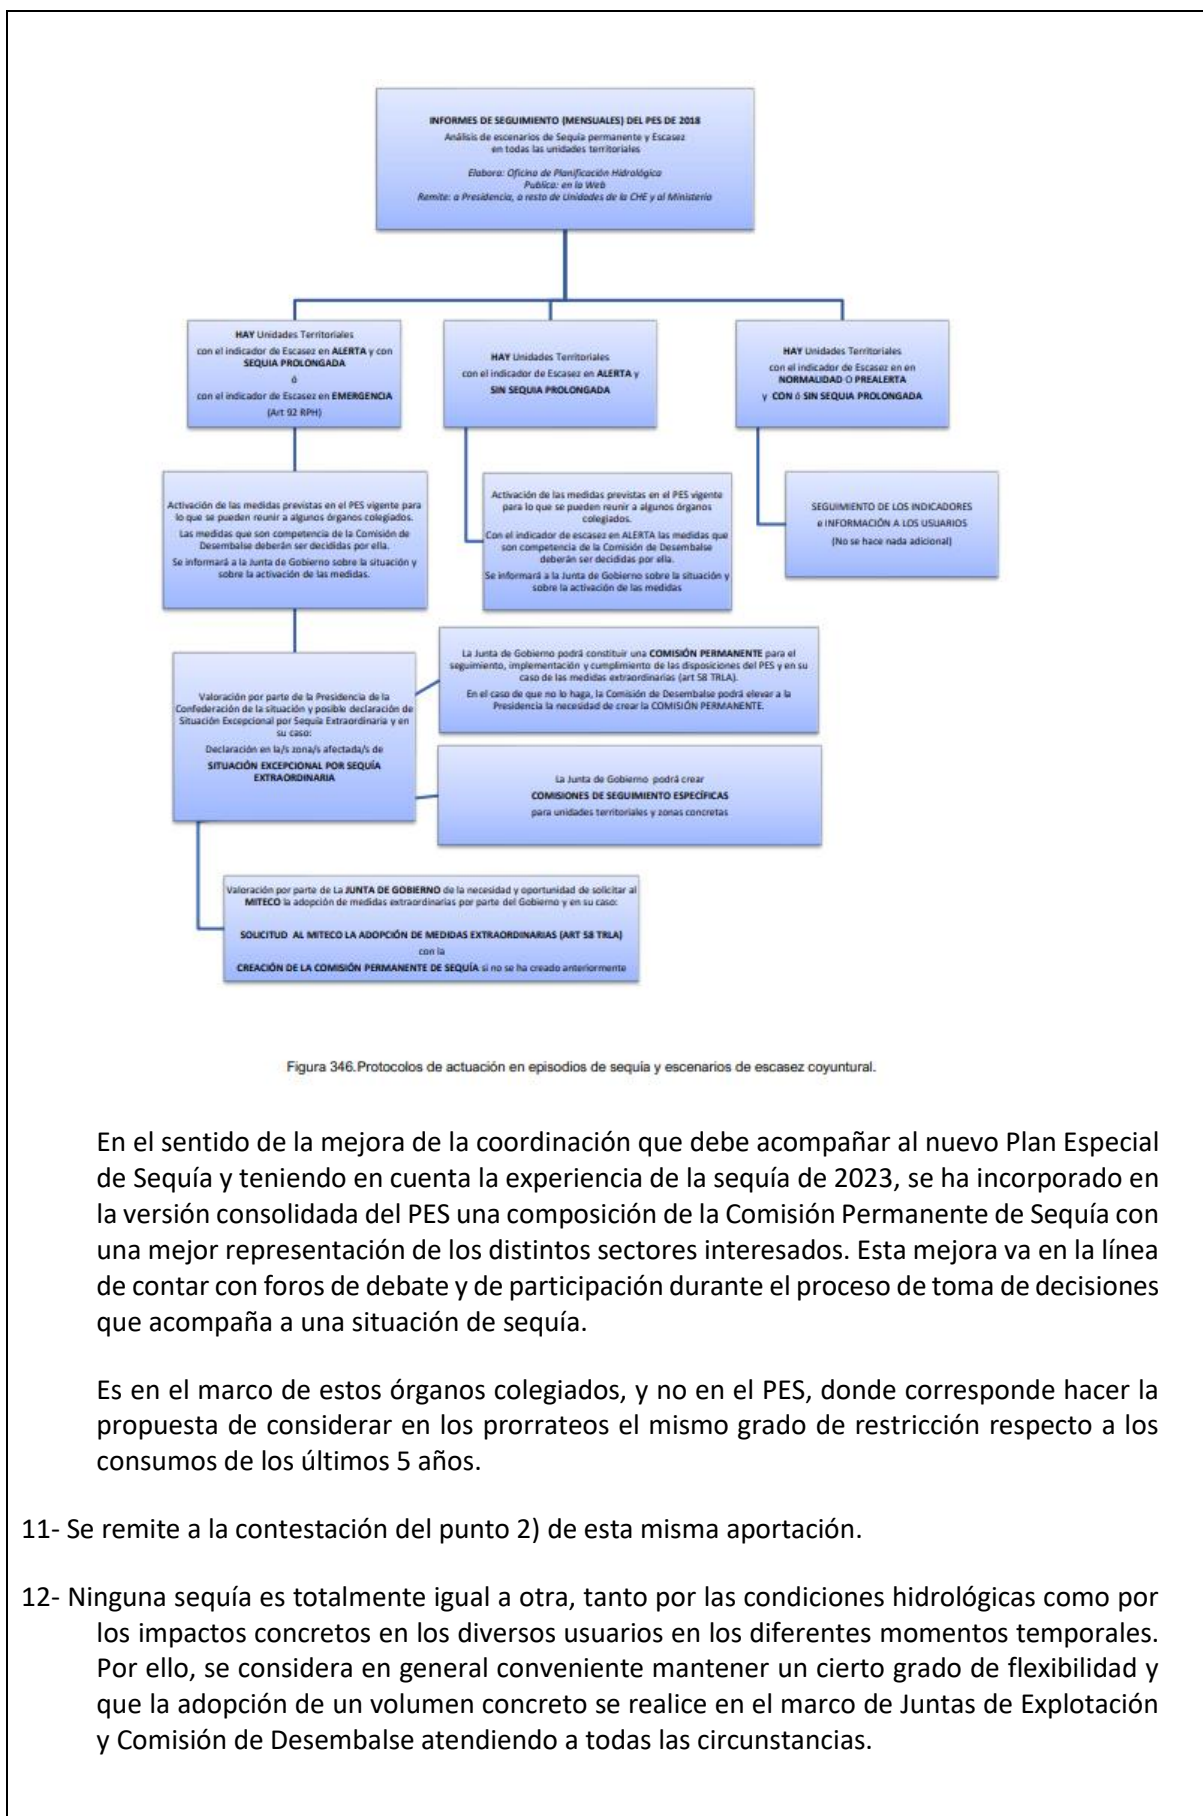 INFORMES DE SEGUIMIENTO (MENSUALES) DEL PES DE 2018
Análisis de escenarios de Sequía permanente y Escasez
en todas las unidades territoriales
Elabora: Oficina de Planificación Hidrológica
Publica: en la Web
Remite: a Presidencia, a resto de Unidades de la CHE y al Ministerio
HAY Unidades Territoriales
con el indicador de Escasez en ALERTA y con
SEQUIA PROLONGADA
ó
con el indicador de Escasez en EMERGENCIA
(Art 92 RPH)
HAY Unidades Territoriales
con el indicador de Escasez en ALERTA y
SIN SEQUIA PROLONGADA
HAY Unidades Territoriales
con el indicador de Escasez en en
NORMALIDAD O PREALERTA
y CON ó SIN SEQUIA PROLONGADA
Activación de las medidas previstas en el PES vigente para
lo que se pueden reunir a algunos órganos colegiados.
Las medidas que son competencia de la Comisión de
Desembalse deberán ser decididas por ella.
Se informará a la Junta de Gobierno sobre la situación y
sobre la activación de las medidas.
Activación de las medidas previstas en el PES vigente
para lo que se pueden reunir a algunos órganos
colegiados.
Con el indicador de escasez en ALERTA las medidas que
son competencia de la Comisión de Desembalse
deberán ser decididas por ella.
Se informará a la Junta de Gobierno sobre la situación y
sobre la activación de las medidas
SEGUIMIENTO DE LOS INDICADORES
e INFORMACIÓN A LOS USUARIOS
(No se hace nada adicional)
Valoración por parte de la Presidencia de la
Confederación de la situación y posible declaración de
Situación Excepcional por Sequía Extraordinaria y en
su caso:
Declaración en la/s zona/s afectada/s de
SITUACIÓN EXCEPCIONAL POR SEQUÍA
EXTRAORDINARIA
La Junta de Gobierno podrá constituir una COMISIÓN PERMANENTE para el
seguimiento, implementación y cumplimiento de las disposiciones del PES y en su
caso de las medidas extraordinarias (art 58 TRLA).
En el caso de que no lo haga, la Comisión de Desembalse podrá elevar a la
Presidencia la necesidad de crear la COMISIÓN PERMANENTE.
La Junta de Gobierno podrá crear
COMISIONES DE SEGUIMIENTO ESPECÍFICAS
para unidades territoriales y zonas concretas
Valoración por parte de La JUNTA DE GOBIERNO de la necesidad y oportunidad de solicitar al
MITECO la adopción de medidas extraordinarias por parte del Gobierno y en su caso:
SOLICITUD AL MITECO LA ADOPCIÓN DE MEDIDAS EXTRAORDINARIAS (ART 58 TRLA)
con la
CREACIÓN DE LA COMISIÓN PERMANENTE DE SEQUÍA si no se ha creado anteriormente
Figura 346.Protocolos de actuación en episodios de sequía y escenarios de escasez coyuntural.
En el sentido de la mejora de la coordinación que debe acompañar al nuevo Plan Especial
de Sequía y teniendo en cuenta la experiencia de la sequía de 2023, se ha incorporado en
la versión consolidada del PES una composición de la Comisión Permanente de Sequía con
una mejor representación de los distintos sectores interesados. Esta mejora va en la línea
de contar con foros de debate y de participación durante el proceso de toma de decisiones
que acompaña a una situación de sequía.
Es en el marco de estos órganos colegiados, y no en el PES, donde corresponde hacer la
propuesta de considerar en los prorrateos el mismo grado de restricción respecto a los
consumos de los últimos 5 años.
11- Se remite a la contestación del punto 2) de esta misma aportación.
12- Ninguna sequía es totalmente igual a otra, tanto por las condiciones hidrológicas como por
los impactos concretos en los diversos usuarios en los diferentes momentos temporales.
Por ello, se considera en general conveniente mantener un cierto grado de flexibilidad y
que la adopción de un volumen concreto se realice en el marco de Juntas de Explotación
y Comisión de Desembalse atendiendo a todas las circunstancias.